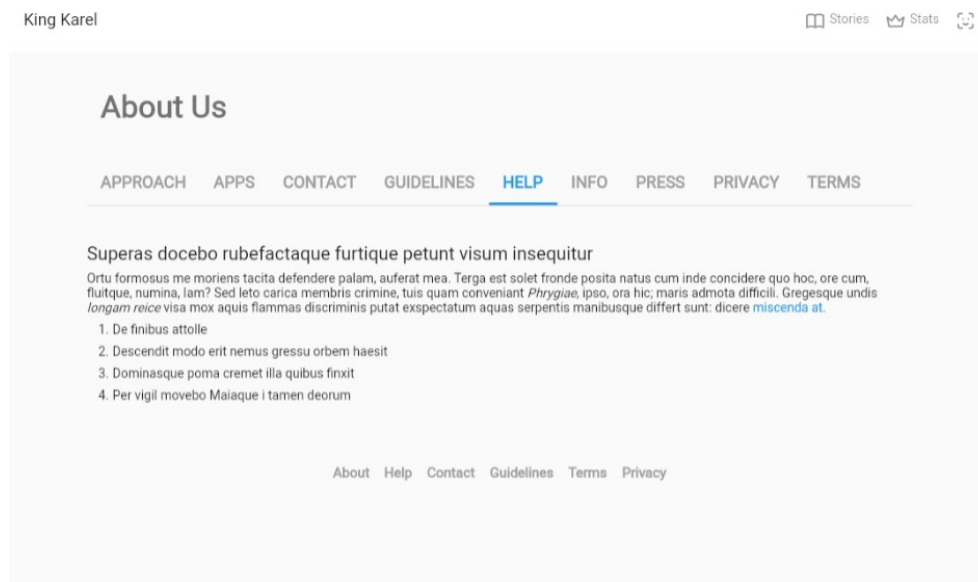 King Karel
Stories Stats
About Us
APPROACH APPS CONTACT GUIDELINES HELP INFO PRESS PRIVACY TERMS
Superas docebo rubefactaque furtique petunt visum insequitur
Ortu formosus me moriens tacita defendere palam, auferat mea. Terga est solet fronde posita natus cum inde concidere quo hoc, ore cum,
fluitque, numina, Iam? Sed leto carica membris crimine, tuis quam conveniant Phrygiae, ipso, ora hic; maris admota difficili. Gregesque undis
longam reice visa mox aquis flammas discriminis putat exspectatum aquas serpentis manibusque differt sunt: dicere miscenda at.
1. De finibus attolle
2. Descendit modo erit nemus gressu orbem haesit
3. Dominasque poma cremet illa quibus finxit
4. Per vigil movebo Maiaque i tamen deorum
About Help Contact Guidelines Terms Privacy